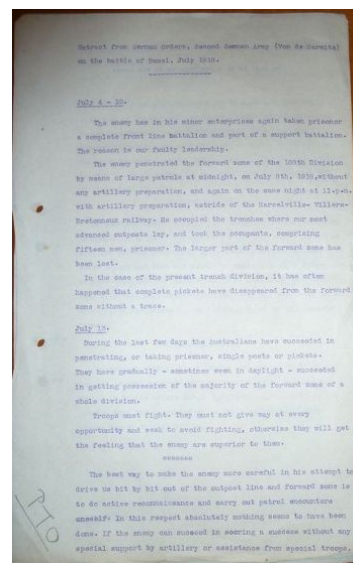 Extract from German Orders, Second German Army (Von de Marwitz)
on the battle of Hamel, July 1918.
---------------
July 4 - 12.
The enemy has in his minor enterprises again taken prisoner
a complete front line battalion and part of a support battalion.
The reason is our faulty leadership.
The enemy penetrated the forward zone of the 108th Division
by means of large patrols at midnight, on July 8th, 1918, without
any artillery preparation, and again on the same night at 11.p.m.
with artillery preparation, astride of the Marcelville- Villers-
Bretonneux railway. He occupied the trenches where our most
advanced outposts lay, and took the occupants, comprising
fifteen men, prisoner. The larger part of the forward zone has
been lost.
In the case of the present trench division, it has often
happened that complete pickets have disappeared from the forward
zone without a trace.
July 13.
During the last few days the Australians have succeeded in
penetrating, or taking prisoner, single posts or pickets.
They have gradually - sometimes even in daylight - succeeded
in getting possession of the majority of the forward zone of a
whole division.
Troops must fight. They must not give way at every
opportunity and seek to avoid fighting, otherwise they will get
the feeling that the enemy are superior to them.
*******
The best way to make the enemy more careful in his attempt to
drive us bit by bit out of the outpost line and forward zone is
to do active reconnaissance and carry out patrol encounters
oneself. In this respect absolutely nothing seems to have been
done. If the enemy can succeed in scoring a success without any
special support by artillery or assistance from special troops,
PTO